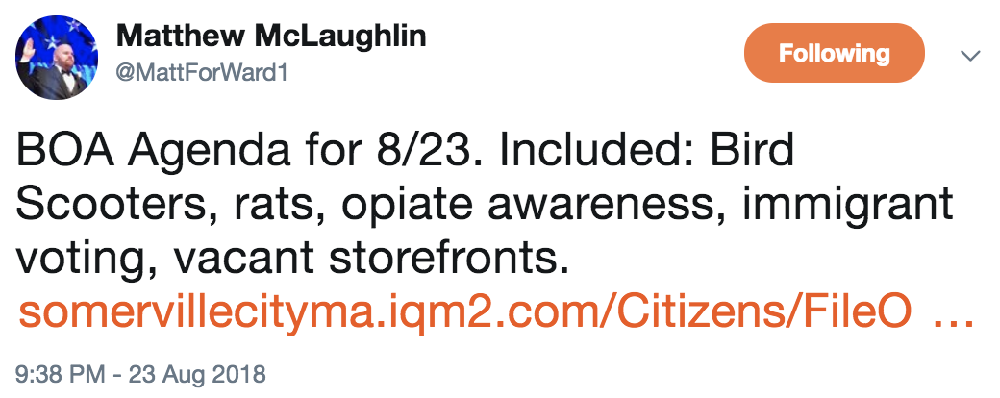 Matthew McLaughlin
@MattForWard1
Following
BOA Agenda for 8/23. Included: Bird
Scooters, rats, opiate awareness, immigrant
voting, vacant storefronts.
somervillecityma.iqm2.com/Citizens/FileO …
9:38 PM - 23 Aug 2018